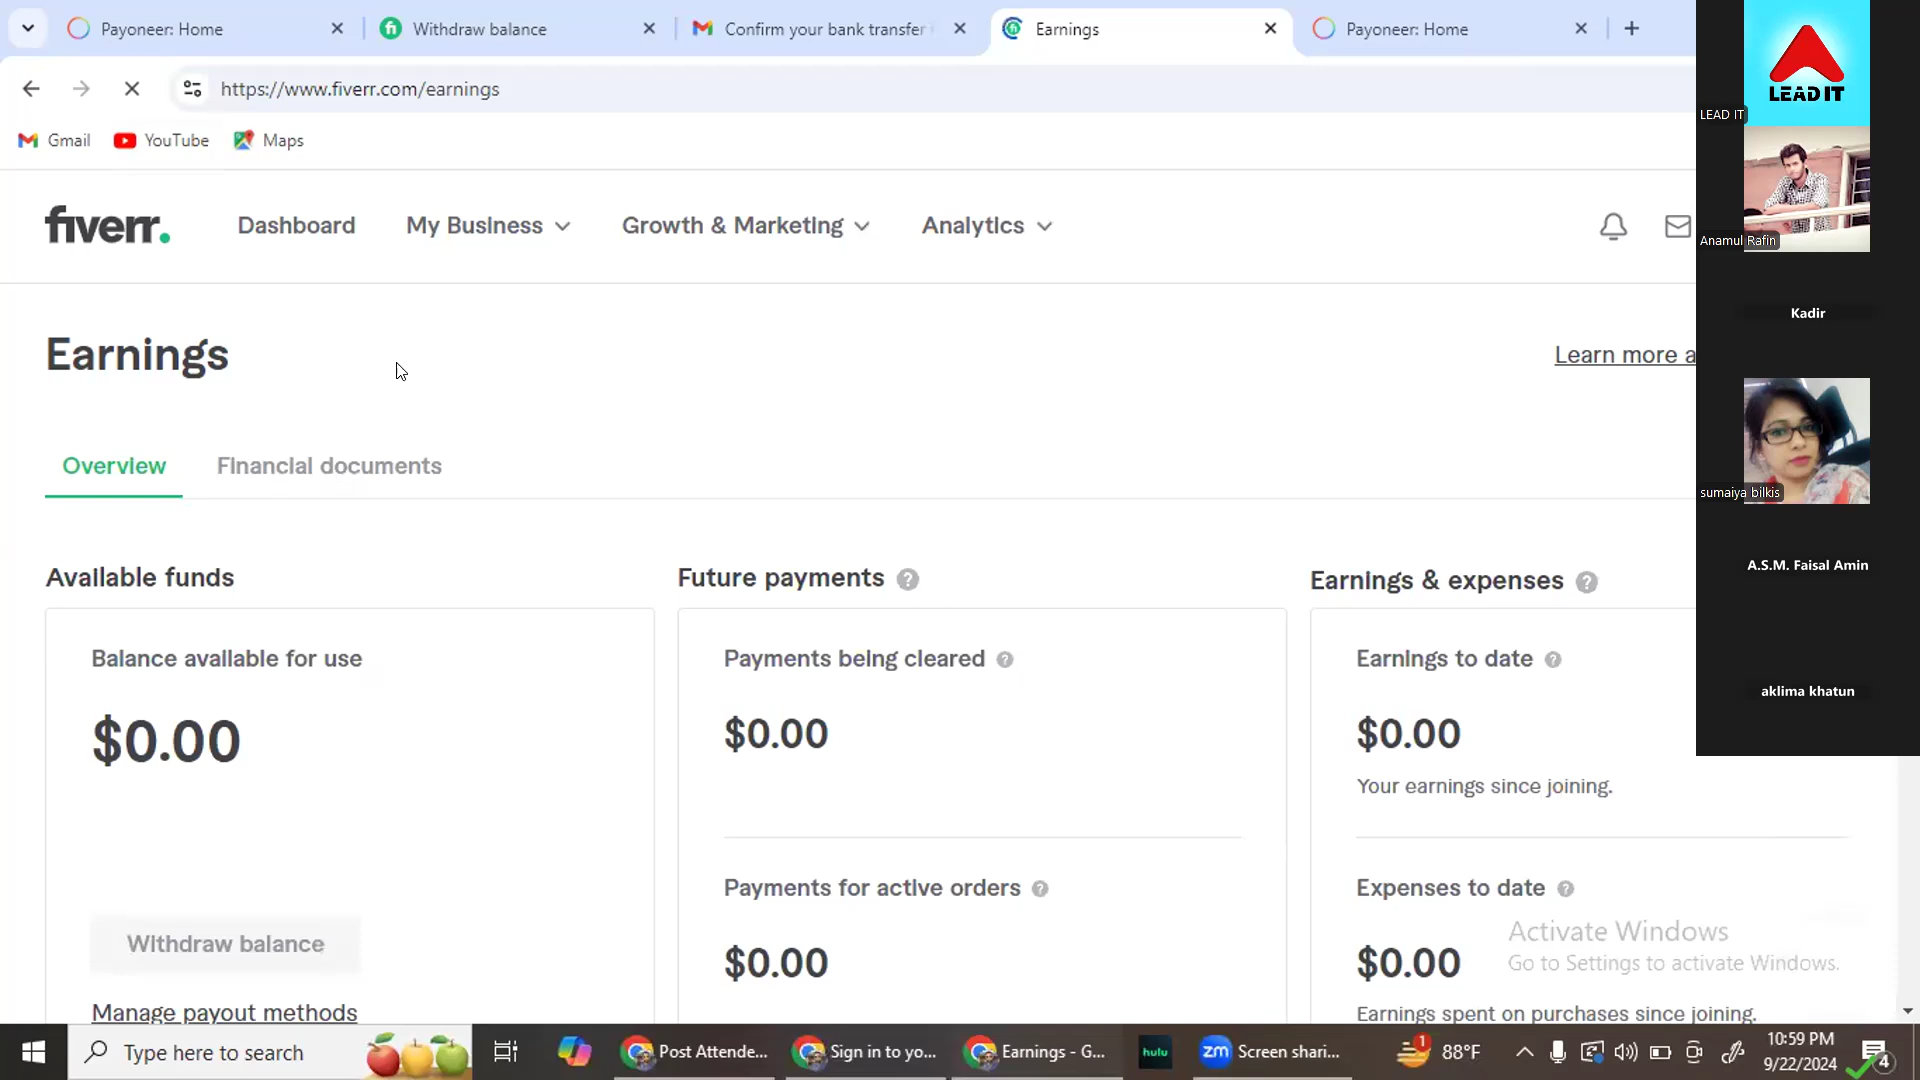 Payoneer: Home
Withdraw balance
Confirm your bank transfer
Earnings
Payoneer: Home
https://www.fiverr.com/earnings
Gmail
YouTube
Maps
fiverr.
Dashboard
My Business
Growth & Marketing
Analytics
Earnings
Learn more a
Overview
Financial documents
Available funds
Balance available for use
$0.00
Withdraw balance
Manage payout methods
Future payments
Payments being cleared
$0.00
Payments for active orders
$0.00
Earnings & expenses
Earnings to date
$0.00
Your earnings since joining.
Expenses to date
$0.00
Earnings spent on purchases since joining.
Activate Windows
Go to Settings to activate Windows.
LEAD IT
LEAD IT
Anamul Rafin
Kadir
sumaiya bilkis
A.S.M. Faisal Amin
aklima khatun
Type here to search
Post Attende...
Sign in to yo...
Earnings - G...
hulu
zm
Screen shari...
1
88°F
10:59 PM
9/22/2024
4